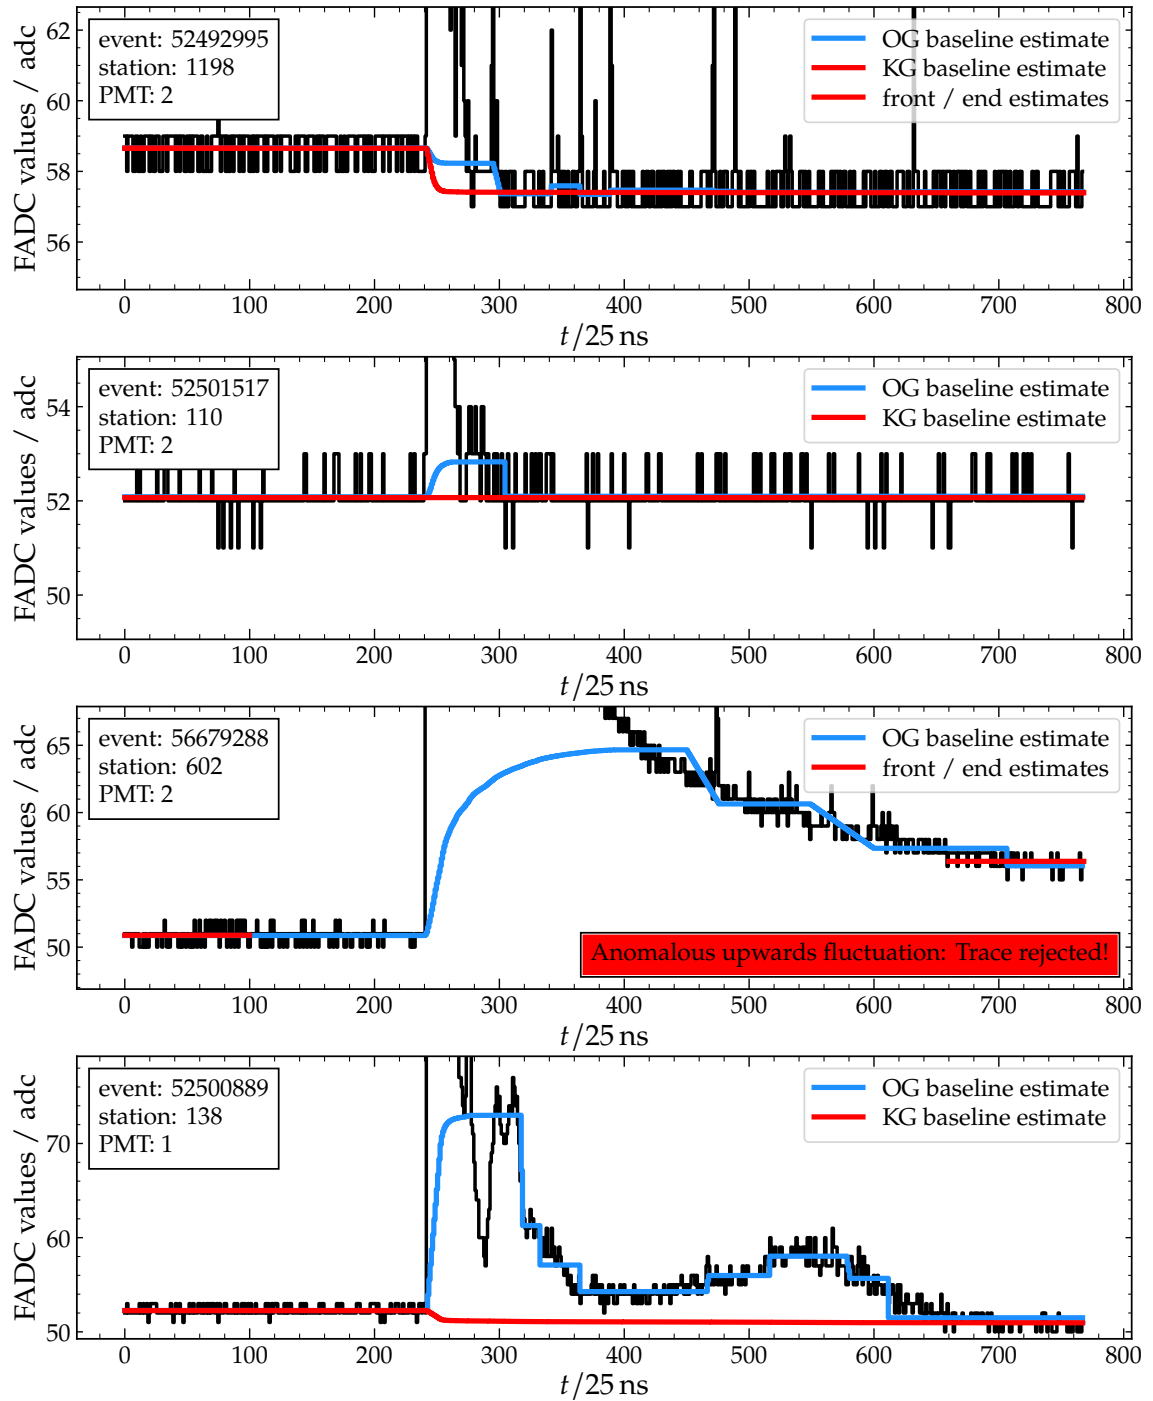 FADC values / adc
62
60
58
56
event: 52492995
station: 1198
PMT: 2
OG baseline estimate
KG baseline estimate
front / end estimates
0 100 200 300 400 500 600 700 800
t/25 ns
FADC values / adc
54
52
50
event: 52501517
station: 110
PMT: 2
OG baseline estimate
KG baseline estimate
0 100 200 300 400 500 600 700 800
t/25 ns
FADC values / adc
65
60
55
50
event: 56679288
station: 602
PMT: 2
OG baseline estimate
front / end estimates
Anomalous upwards fluctuation: Trace rejected!
0 100 200 300 400 500 600 700 800
t/25 ns
FADC values / adc
70
60
50
event: 52500889
station: 138
PMT: 1
OG baseline estimate
KG baseline estimate
0 100 200 300 400 500 600 700 800
t/25 ns